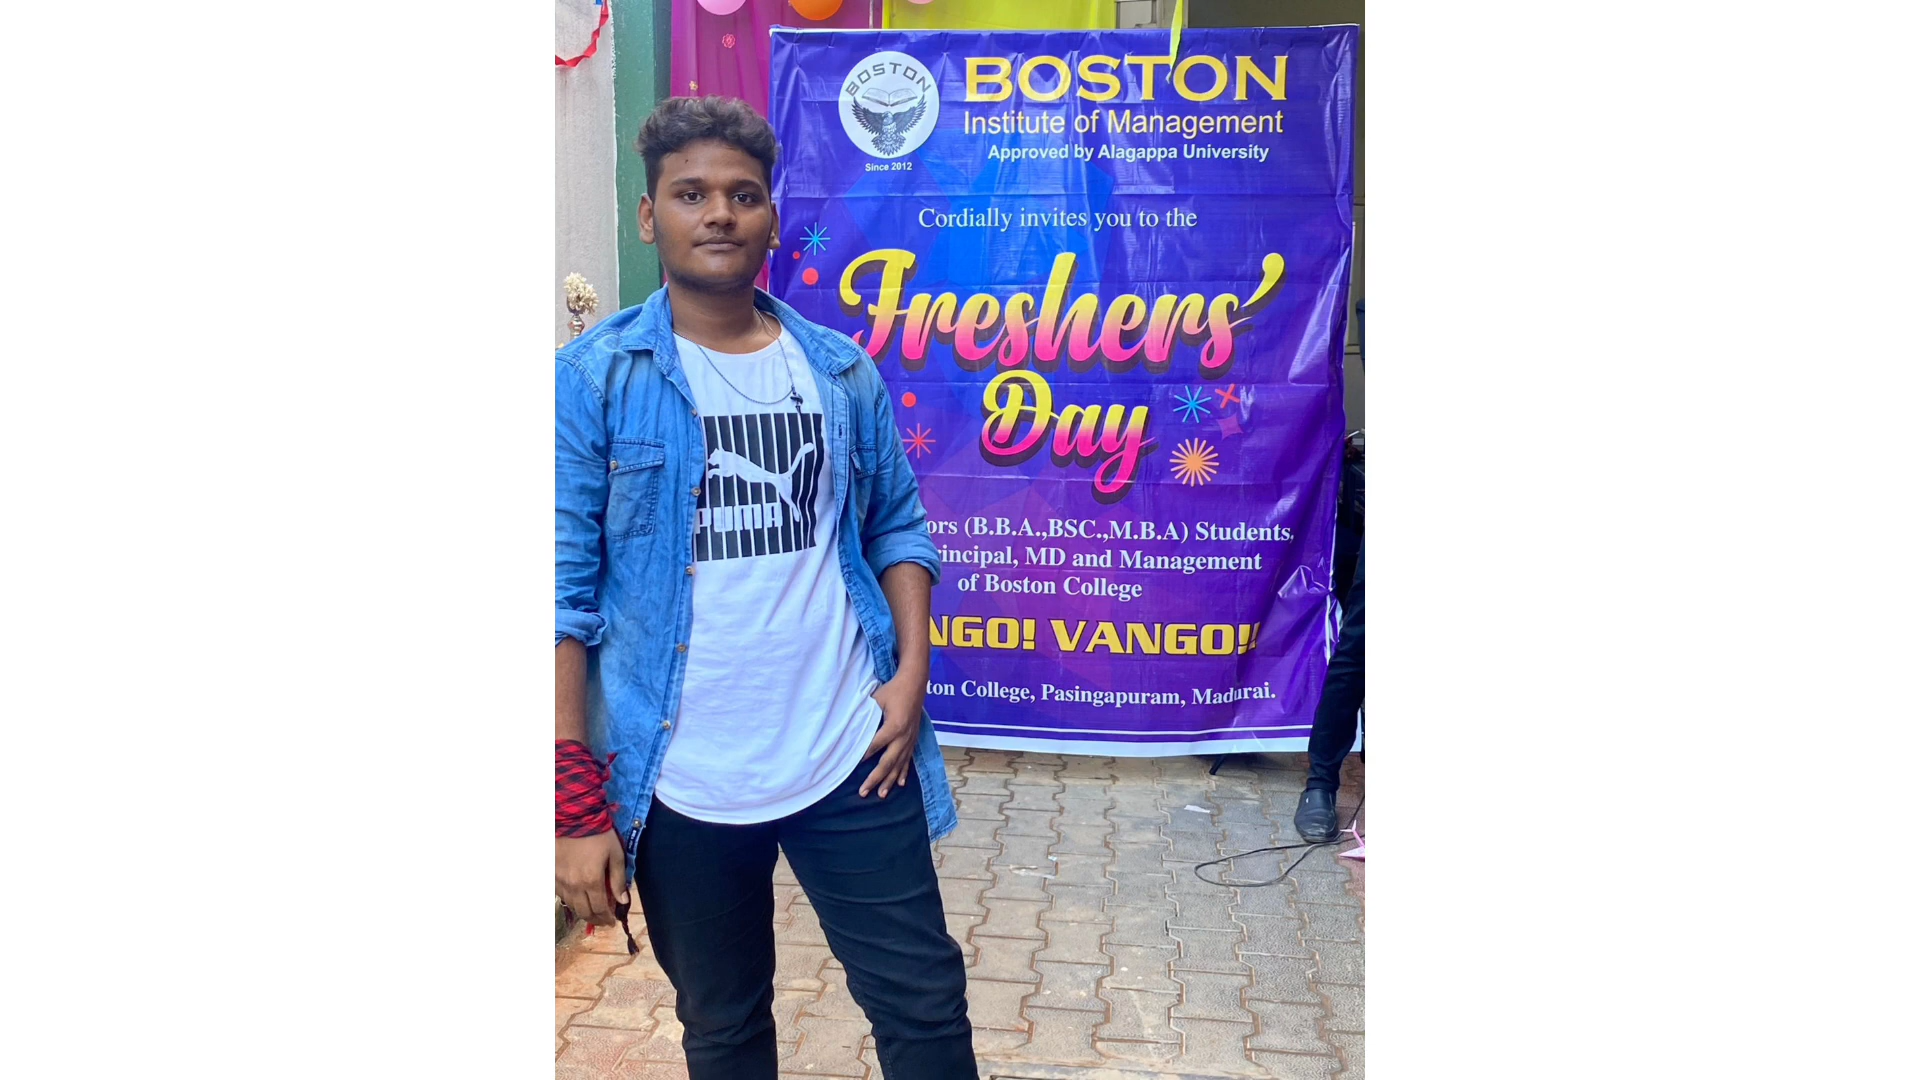 BOSTON
Since 2012
BOSTON
Institute of Management
Approved by Alagappa University
Cordially invites you to the
Freshers'
Day
(B.B.A.,BSC.,M.B.A) Students,
MD and Management
of Boston College
VANGO!!
College, Pasingapuram, Madurai.
PUMA